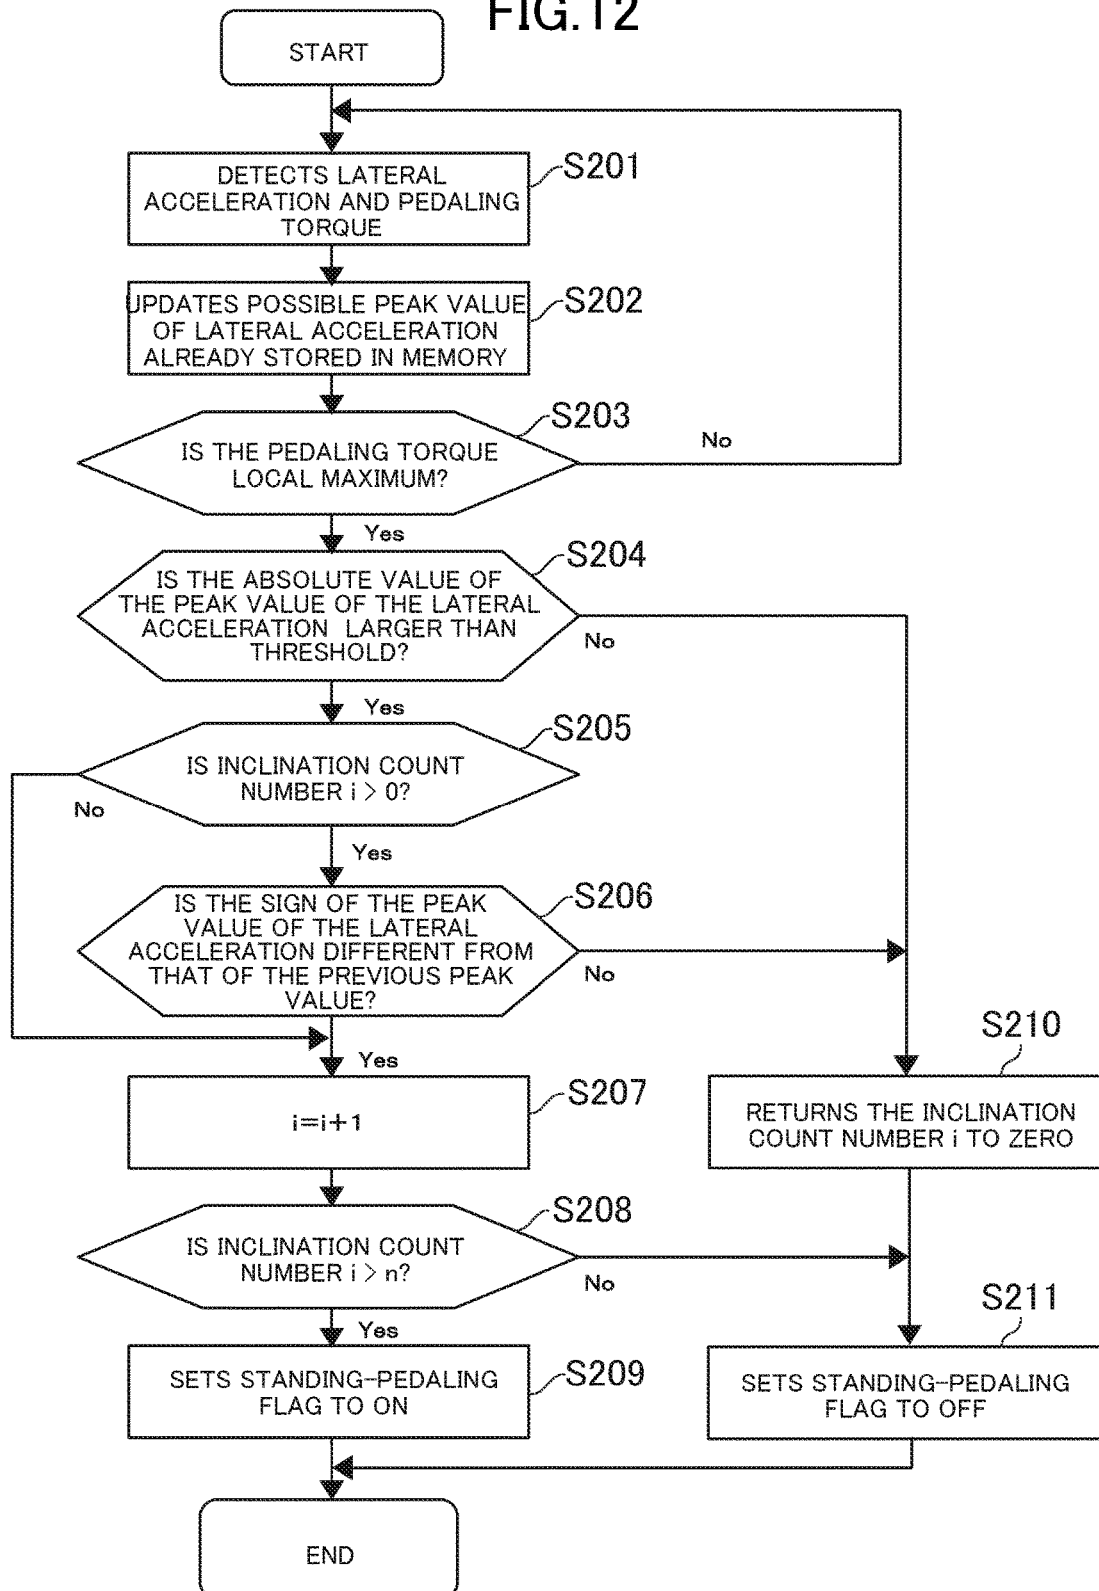 FIG.12
START
DETECTS LATERAL
ACCELERATION AND PEDALING
TORQUE
S201
UPDATES POSSIBLE PEAK VALUE
OF LATERAL ACCELERATION
ALREADY STORED IN MEMORY
S202
IS THE PEDALING TORQUE
LOCAL MAXIMUM?
S203
No
Yes
IS THE ABSOLUTE VALUE OF
THE PEAK VALUE OF THE LATERAL
ACCELERATION LARGER THAN
THRESHOLD?
S204
No
Yes
IS INCLINATION COUNT
NUMBER i > 0?
S205
No
Yes
IS THE SIGN OF THE PEAK
VALUE OF THE LATERAL
ACCELERATION DIFFERENT FROM
THAT OF THE PREVIOUS PEAK
VALUE?
S206
No
Yes
i=i+1
S207
S210
RETURNS THE INCLINATION
COUNT NUMBER i TO ZERO
IS INCLINATION COUNT
NUMBER i > n?
S208
No
Yes
SETS STANDING-PEDALING
FLAG TO ON
S209
S211
SETS STANDING-PEDALING
FLAG TO OFF
END